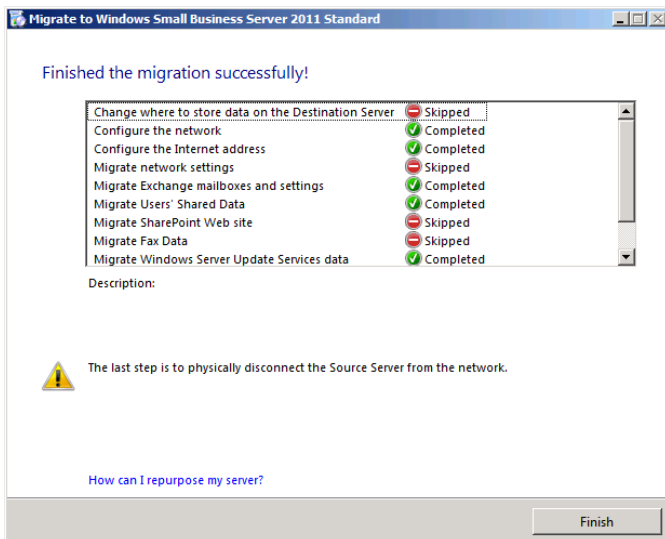 Migrate to Windows Small Business Server 2011 Standard
Finished the migration successfully!
Change where to store data on the Destination Server Skipped
Configure the network Completed
Configure the Internet address Completed
Migrate network settings Skipped
Migrate Exchange mailboxes and settings Completed
Migrate Users' Shared Data Completed
Migrate SharePoint Web site Skipped
Migrate Fax Data Skipped
Migrate Windows Server Update Services data Completed
Description:
The last step is to physically disconnect the Source Server from the network.
How can I repurpose my server?
Finish